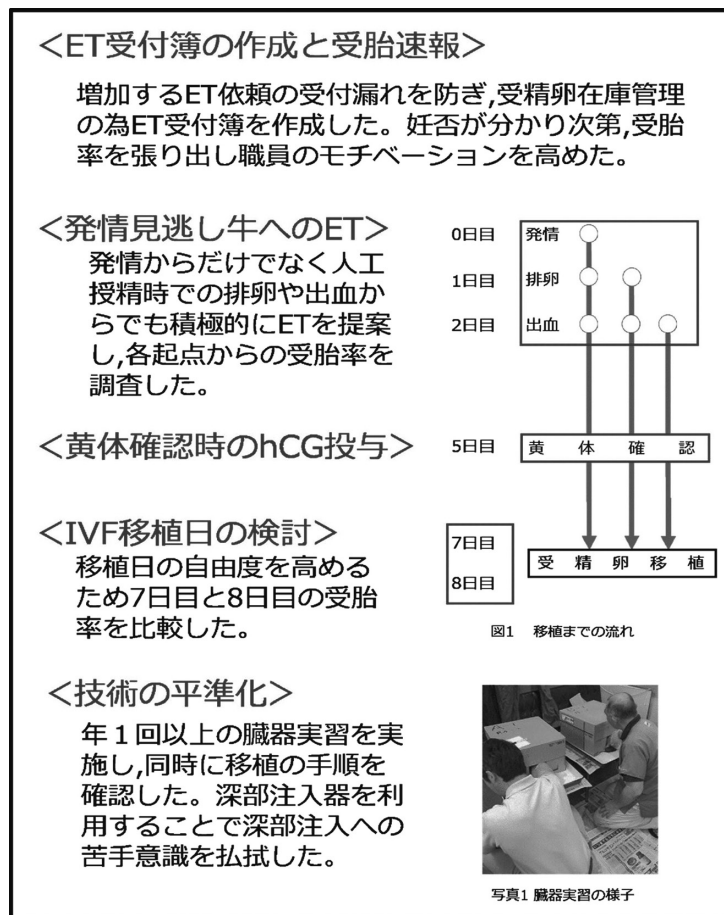 ＜ET受付簿の作成と受胎速報＞
増加するET依頼の受付漏れを防ぎ,受精卵在庫管理
の為ET受付簿を作成した。妊否が分かり次第,受胎
率を張り出し職員のモチベーションを高めた。
＜発情見逃し牛へのET＞
発情からだけでなく人工
授精時での排卵や出血か
らでも積極的にETを提案
し,各起点からの受胎率を
調査した。
0日目 発情
1日目 排卵
2日目 出血
＜黄体確認時のhCG投与＞
5日目 黄体確認
＜IVF移植日の検討＞
移植日の自由度を高める
ため7日目と8日目の受胎
率を比較した。
7日目
8日目
受精卵移植
図1 移植までの流れ
＜技術の平準化＞
年１回以上の臓器実習を実
施し,同時に移植の手順を
確認した。深部注入器を利
用することで深部注入への
苦手意識を払拭した。
写真1 臓器実習の様子